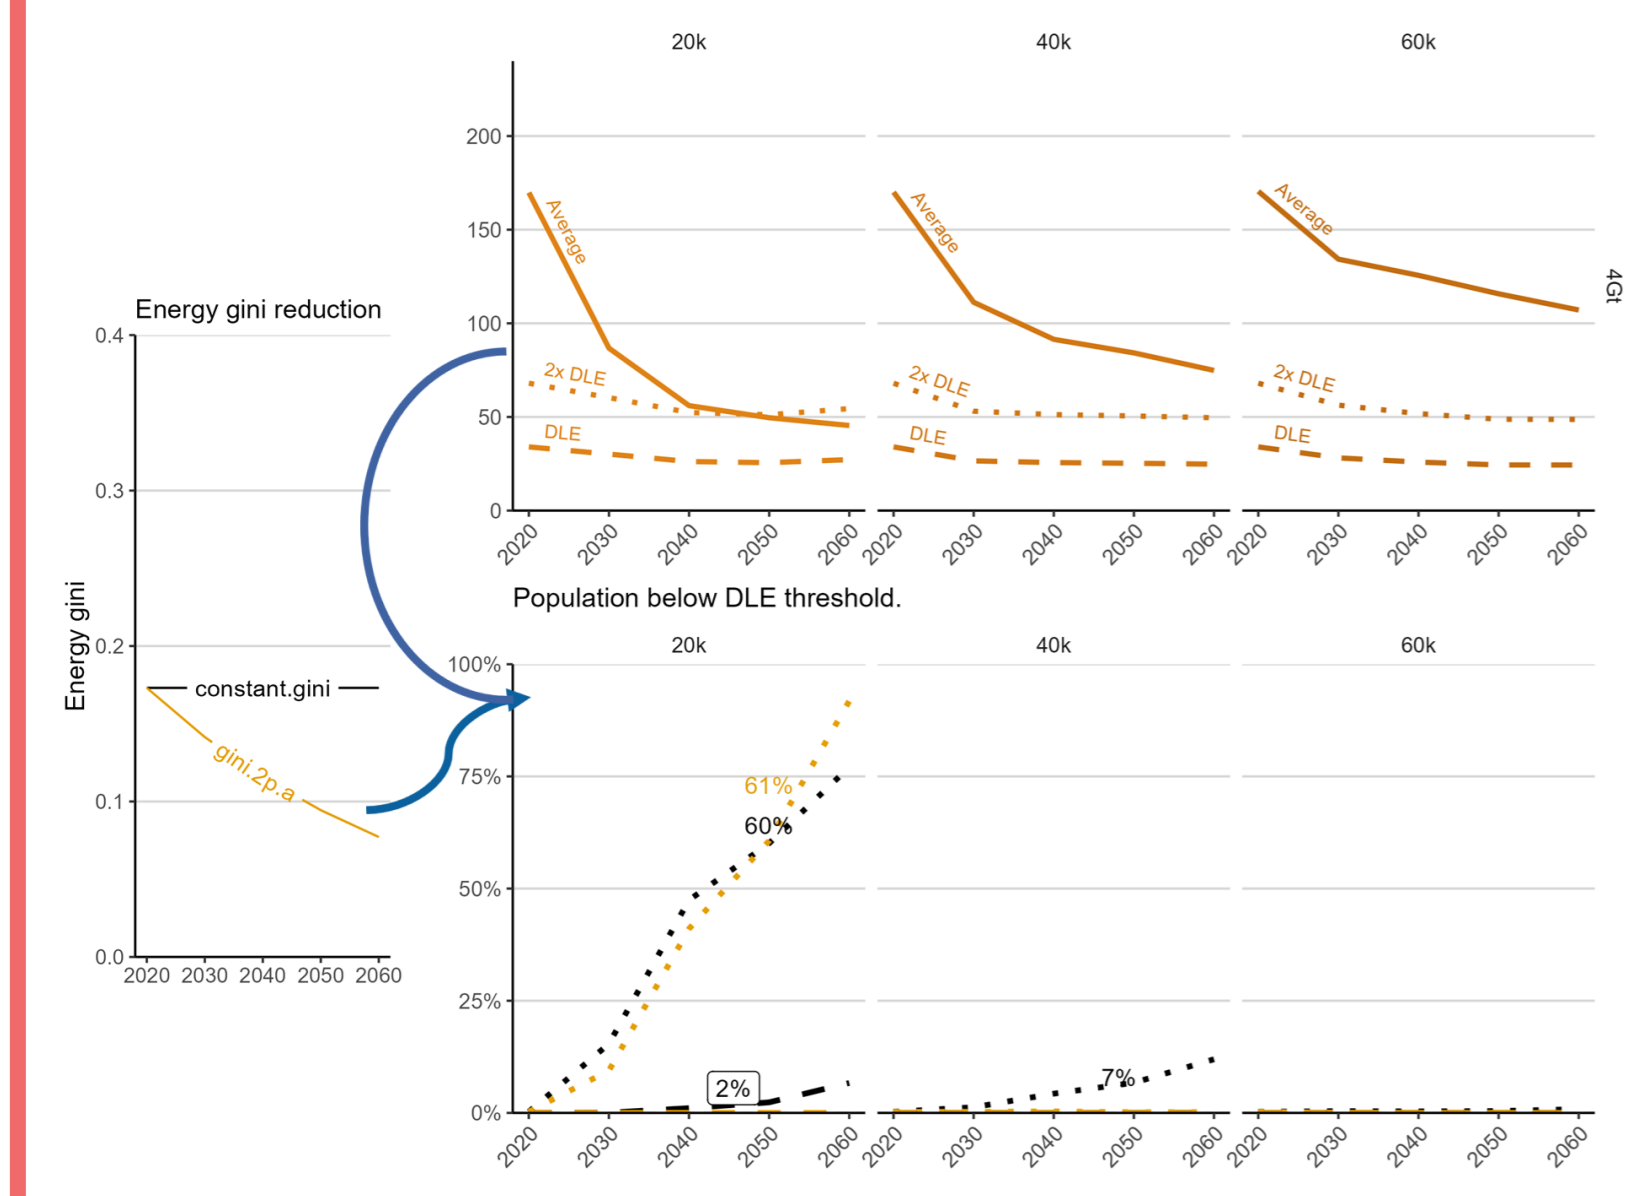 Energy gini reduction
Energy gini
0.4
0.3
0.2
0.1
0.0
2020 2030 2040 2050 2060
constant.gini
gini.2p.a
20k 40k 60k
4Gt
200
150
100
50
0
Average
2x DLE
DLE
Average
2x DLE
DLE
Average
2x DLE
DLE
2020 2030 2040 2050 2060 2020 2030 2040 2050 2060 2020 2030 2040 2050 2060
Population below DLE threshold.
20k 40k 60k
100%
75%
50%
25%
0%
61%
60%
2%
7%
2020 2030 2040 2050 2060 2020 2030 2040 2050 2060 2020 2030 2040 2050 2060